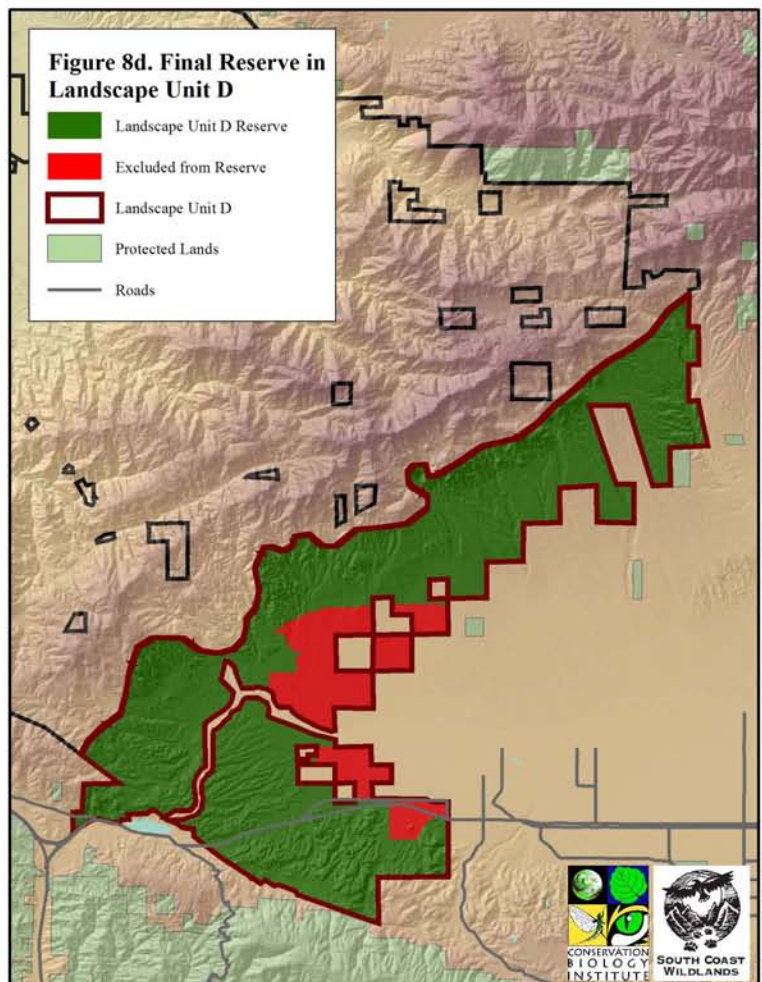 Figure 8d. Final Reserve in
Landscape Unit D
Landscape Unit D Reserve
Excluded from Reserve
Landscape Unit D
Protected Lands
Roads
CONSERVATION
BIOLOGY
INSTITUTE
SOUTH COAST
WILDLANDS